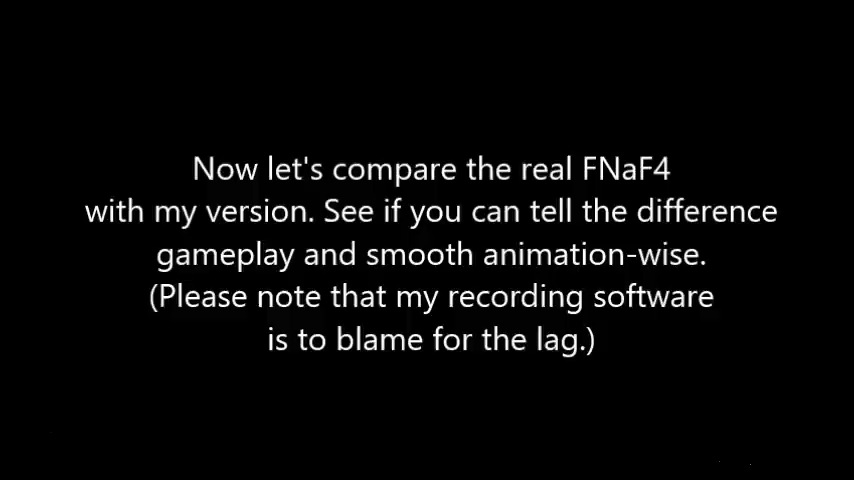 Now let's compare the real FNaF4
with my version. See if you can tell the difference
gameplay and smooth animation-wise.
(Please note that my recording software
is to blame for the lag.)